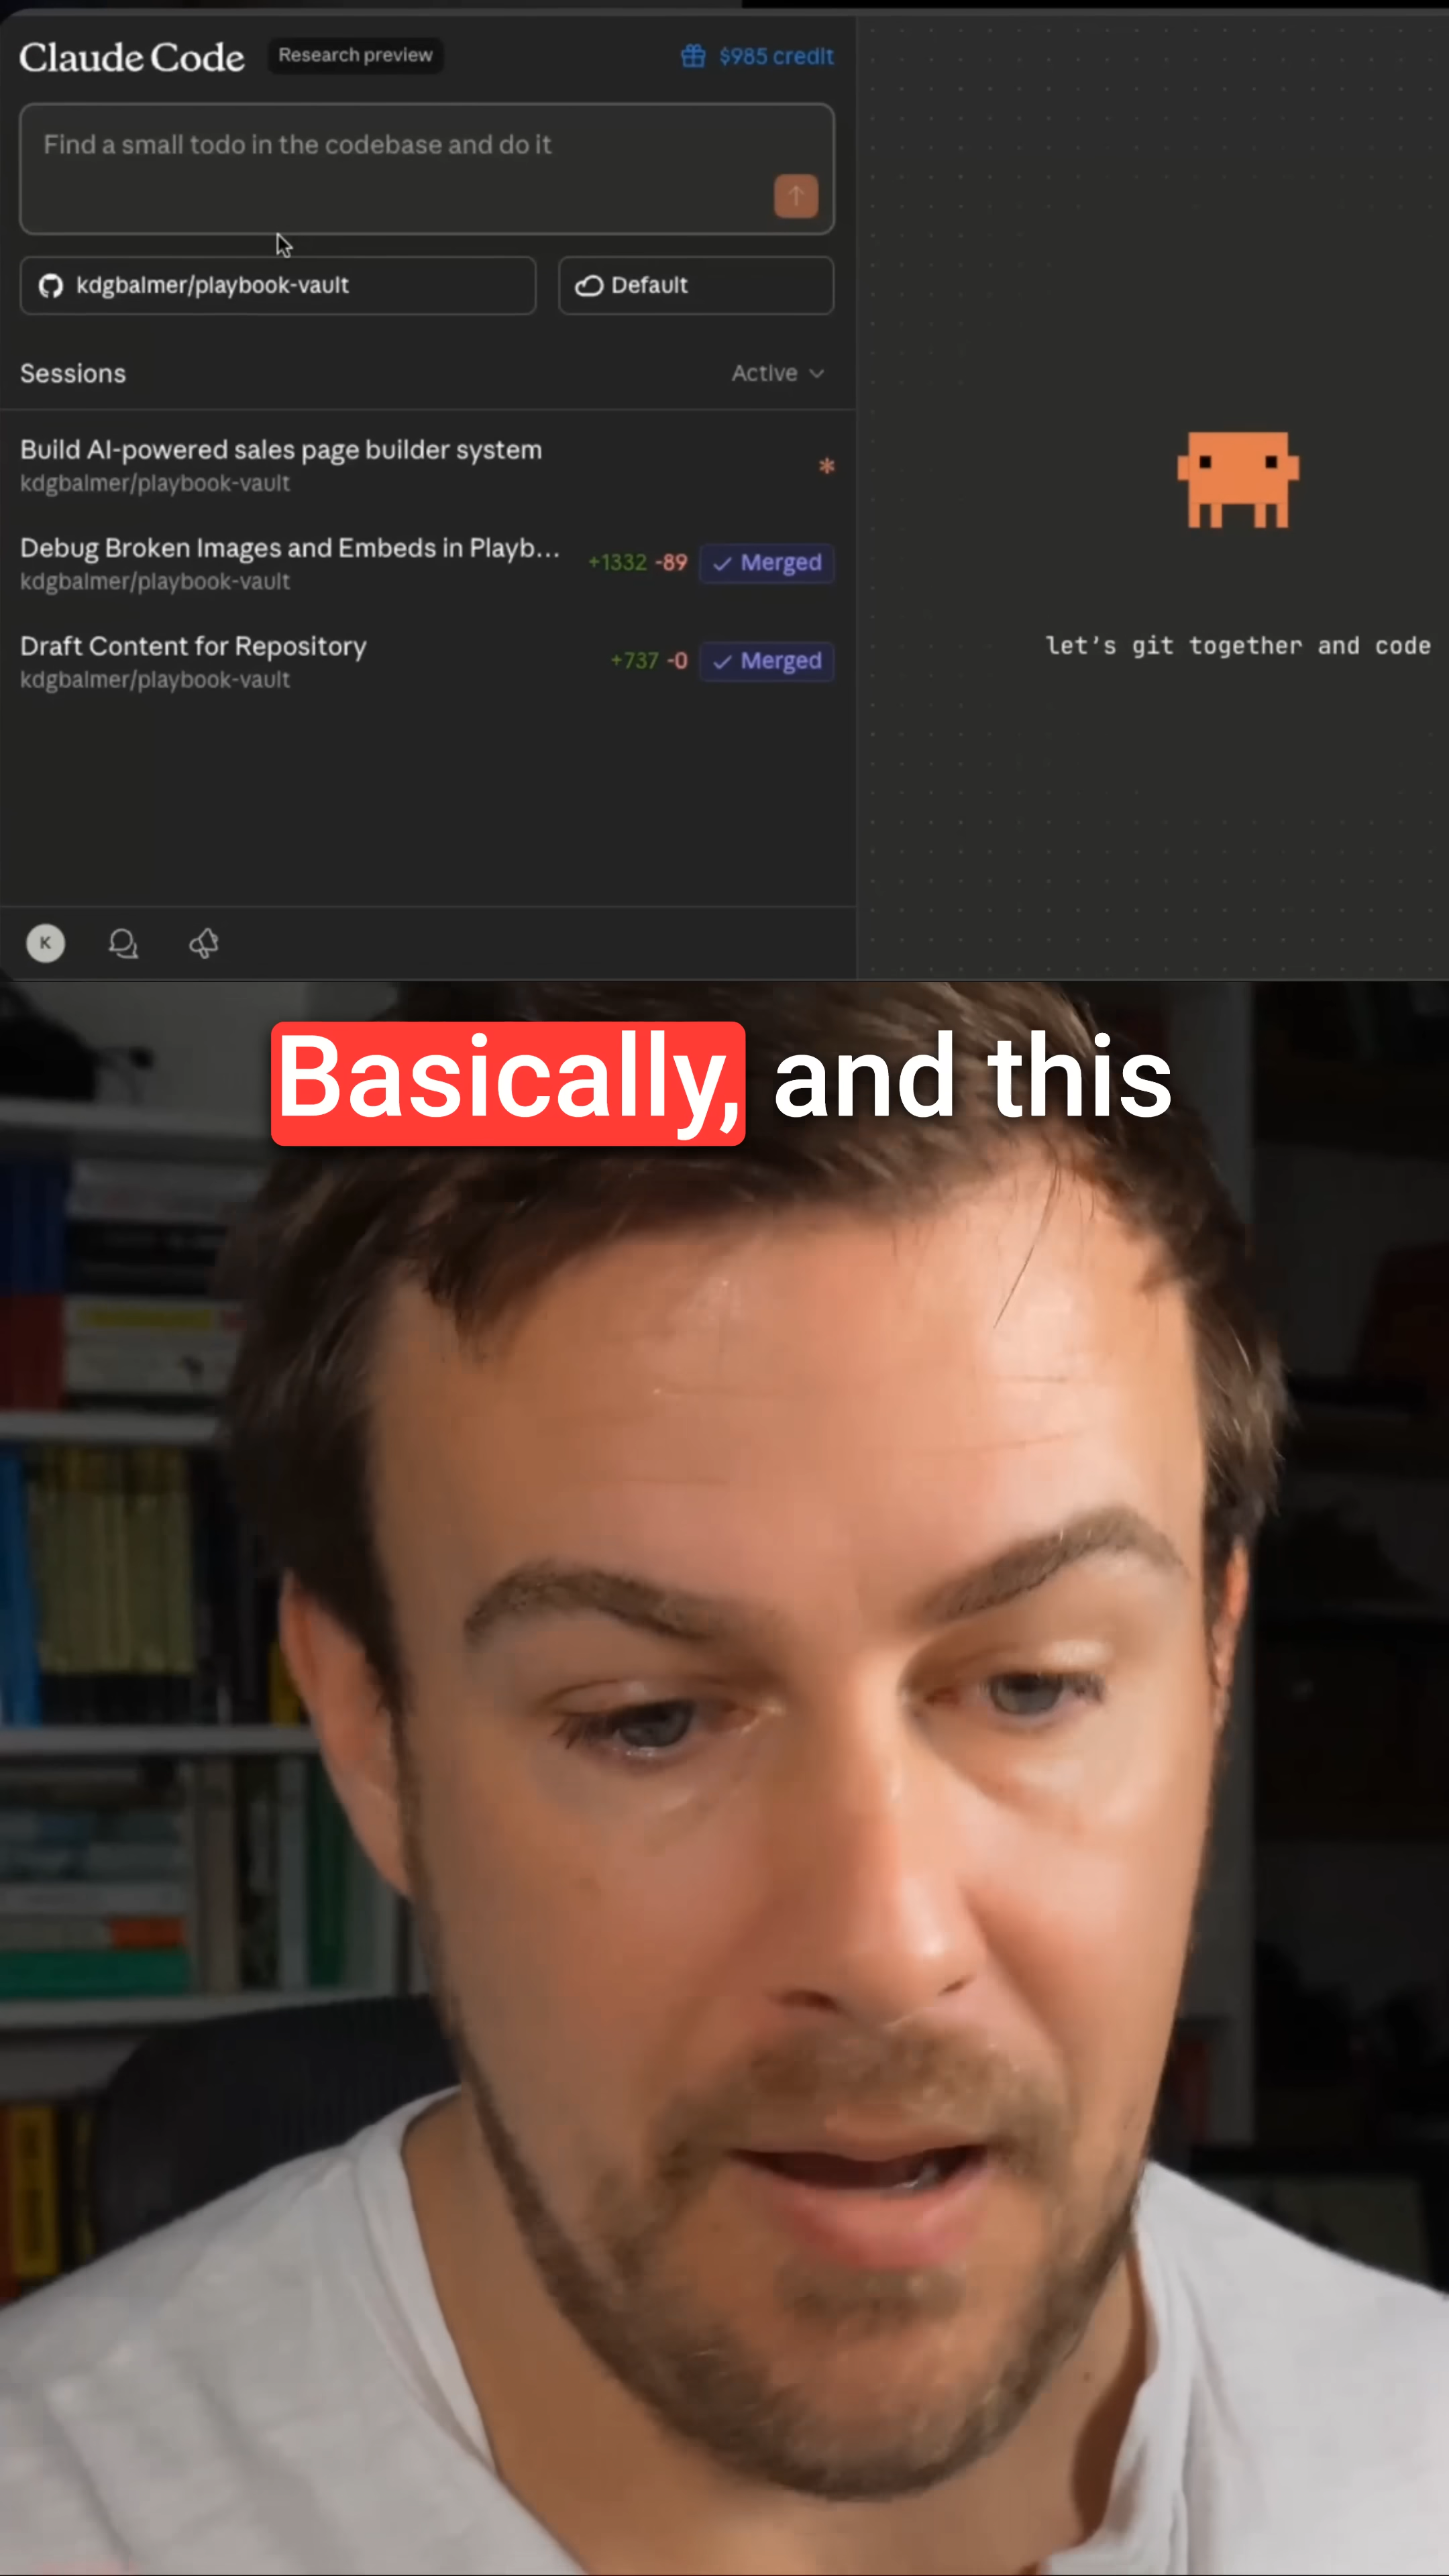 Claude Code
Research preview
$985 credit
Find a small todo in the codebase and do it
kdgbalmer/playbook-vault
Default
Sessions
Active
Build AI-powered sales page builder system
kdgbalmer/playbook-vault
Debug Broken Images and Embeds in Playb...
+1332 -89
Merged
kdgbalmer/playbook-vault
Draft Content for Repository
+737 -0
Merged
kdgbalmer/playbook-vault
K
let's git together and code
Basically, and this